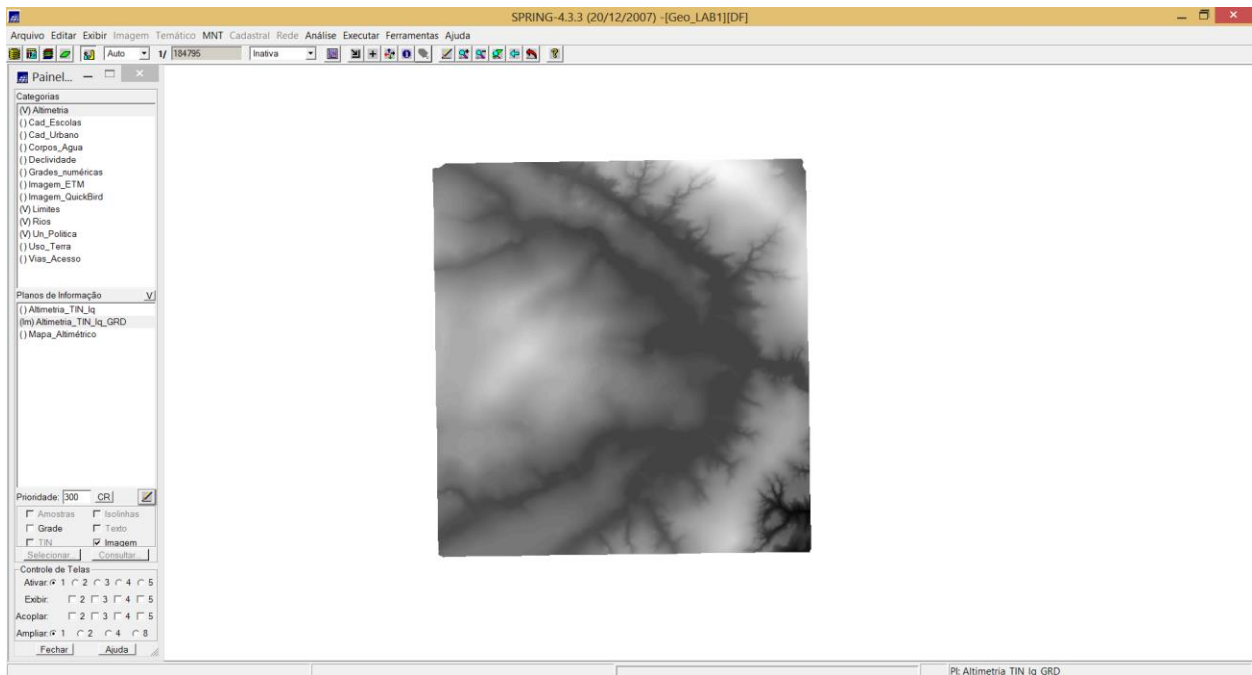 SPRING-4.3.3 (20/12/2007) -[Geo_LAB1][DF]
Arquivo Editar Exibir Imagem Temático MNT Cadastral Rede Análise Executar Ferramentas Ajuda
Auto 1/ 184795 Inativa
Painel...
Categorias
(V) Altimetria
() Cad_Escolas
() Cad_Urbano
() Corpos_Agua
() Declividade
() Grades_numéricas
() Imagem_ETM
() Imagem_QuickBird
(V) Limites
(V) Rios
(V) Un_Politica
() Uso_Terra
() Vias_Acesso
Planos de Informação V
() Altimetria_TIN_lq
(Im) Altimetria_TIN_lq_GRD
() Mapa_Altimétrico
Prioridade: 300 CR
Amostras Isolinhas
Grade Texto
TIN Imagem
Selecionar... Consultar...
Controle de Telas
Ativar: 1 2 3 4 5
Exibir: 2 3 4 5
Acoplar: 2 3 4 5
Ampliar: 1 2 4 8
Fechar Ajuda
PI: Altimetria_TIN_lq_GRD